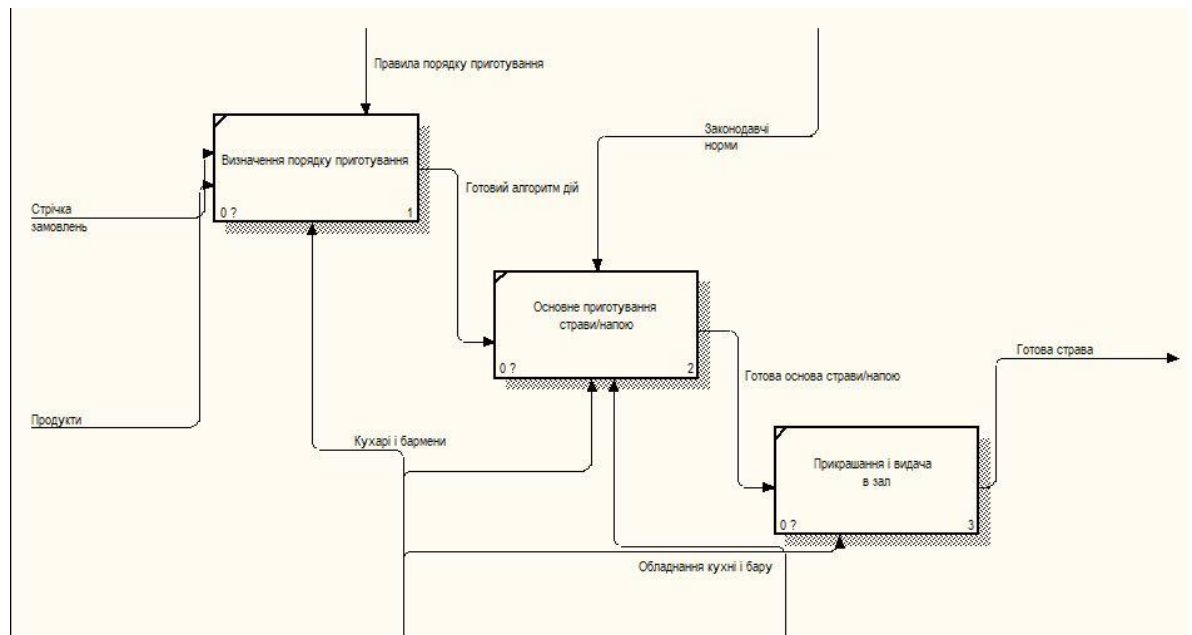 Правила порядку приготування
Законодавчі
норми
Визначення порядку приготування
0 ?
1
Готовий алгоритм дій
Стрічка
замовлень
Основне приготування
страви/напою
0 ?
2
Готова страва
Готова основа страви/напою
Продукти
Кухарі і бармени
Прикрашання і видача
в зал
0 ?
3
Обладнання кухні і бару